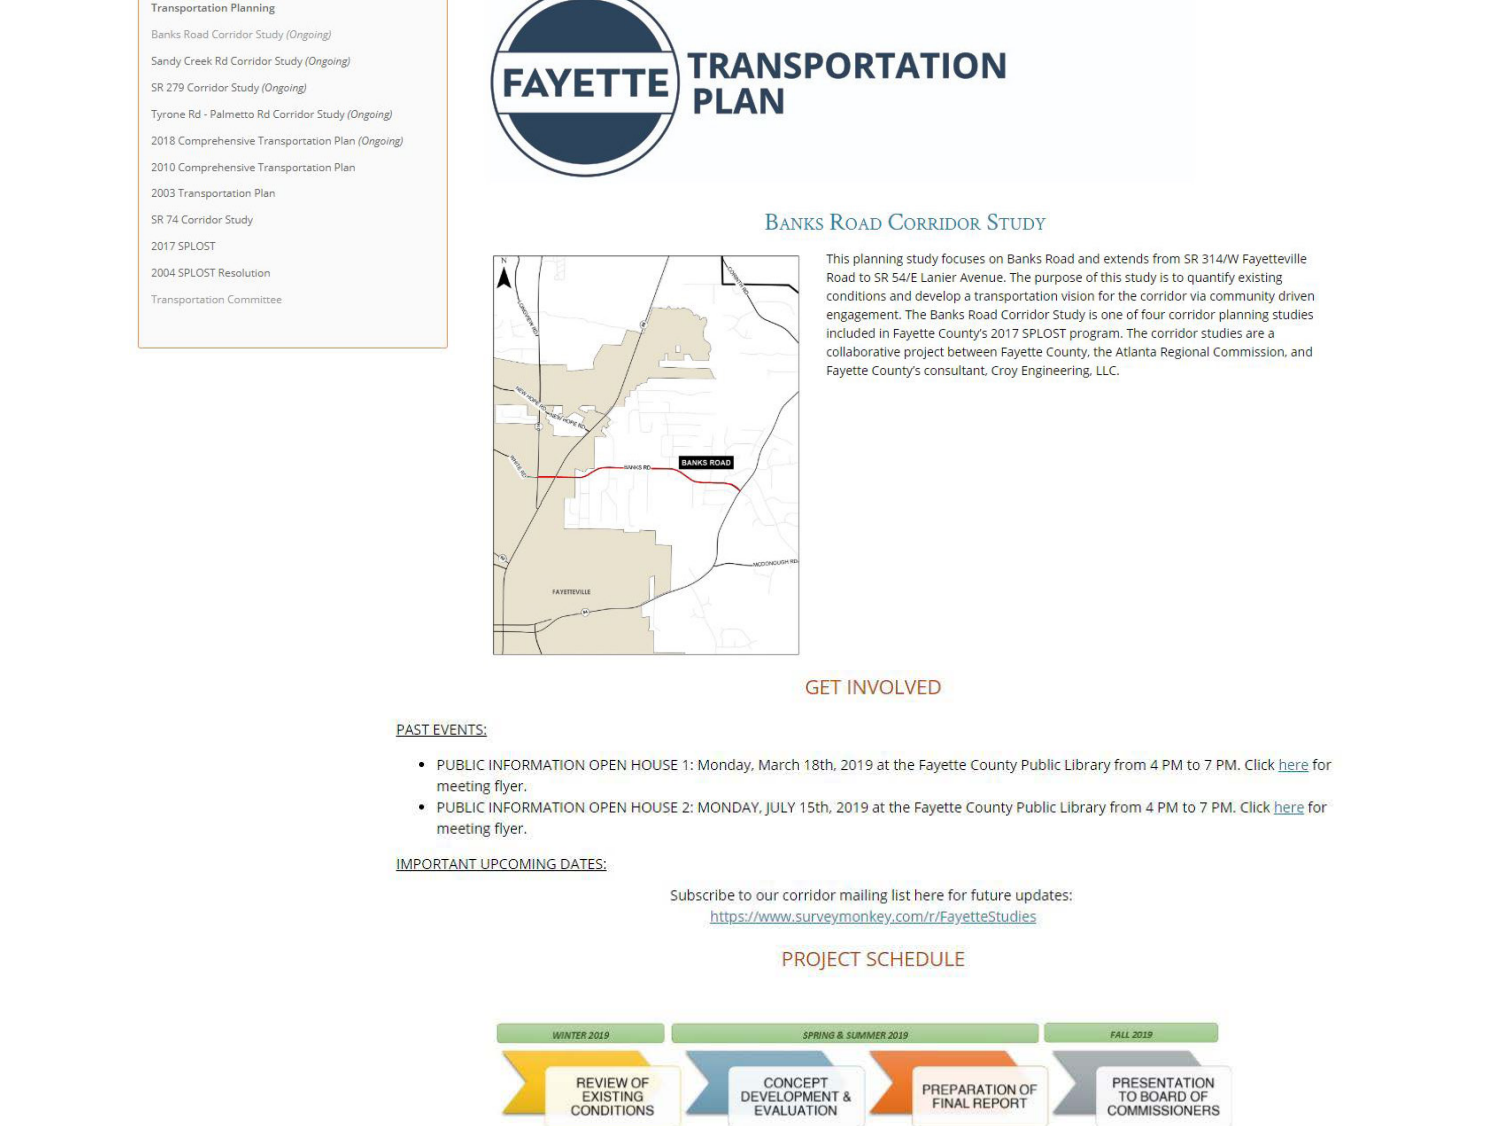 Transportation Planning
Banks Road Corridor Study (Ongoing)
Sandy Creek Rd Corridor Study (Ongoing)
SR 279 Corridor Study (Ongoing)
Tyrone Rd - Palmetto Rd Corridor Study (Ongoing)
2018 Comprehensive Transportation Plan (Ongoing)
2010 Comprehensive Transportation Plan
2003 Transportation Plan
SR 74 Corridor Study
2017 SPLOST
2004 SPLOST Resolution
Transportation Committee
FAYETTE
TRANSPORTATION
PLAN
BANKS ROAD CORRIDOR STUDY
N
CORINTH RD
LONGVIEW RD
NEW HOPE RD
NEW HOPE RD
WHITE RD
BANKS RD
BANKS ROAD
MCDONOUGH RD
FAYETTEVILLE
This planning study focuses on Banks Road and extends from SR 314/W Fayetteville
Road to SR 54/E Lanier Avenue. The purpose of this study is to quantify existing
conditions and develop a transportation vision for the corridor via community driven
engagement. The Banks Road Corridor Study is one of four corridor planning studies
included in Fayette County's 2017 SPLOST program. The corridor studies are a
collaborative project between Fayette County, the Atlanta Regional Commission, and
Fayette County's consultant, Croy Engineering, LLC.
GET INVOLVED
PAST EVENTS:
• PUBLIC INFORMATION OPEN HOUSE 1: Monday, March 18th, 2019 at the Fayette County Public Library from 4 PM to 7 PM. Click here for
meeting flyer.
• PUBLIC INFORMATION OPEN HOUSE 2: MONDAY, JULY 15th, 2019 at the Fayette County Public Library from 4 PM to 7 PM. Click here for
meeting flyer.
IMPORTANT UPCOMING DATES:
Subscribe to our corridor mailing list here for future updates:
https://www.surveymonkey.com/r/FayetteStudies
PROJECT SCHEDULE
WINTER 2019
SPRING & SUMMER 2019
FALL 2019
REVIEW OF
EXISTING
CONDITIONS
CONCEPT
DEVELOPMENT &
EVALUATION
PREPARATION OF
FINAL REPORT
PRESENTATION
TO BOARD OF
COMMISSIONERS